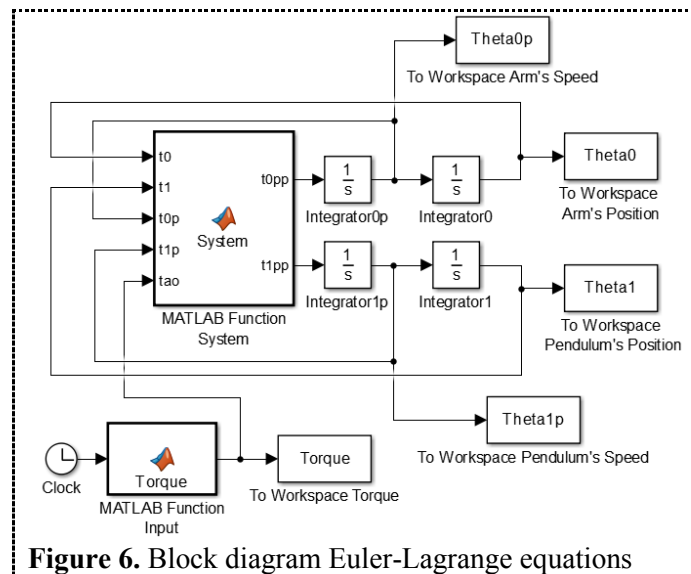 Theta0p
To Workspace Arm's Speed
t0
t1
t0p
t1p
tao
System
t0pp
t1pp
MATLAB Function
System
1
s
Integrator0p
1
s
Integrator0
Theta0
To Workspace
Arm's Position
1
s
Integrator1p
1
s
Integrator1
Theta1
To Workspace
Pendulum's Position
Theta1p
To Workspace Pendulum's Speed
Clock
Torque
MATLAB Function
Input
Torque
To Workspace Torque
Figure 6. Block diagram Euler-Lagrange equations